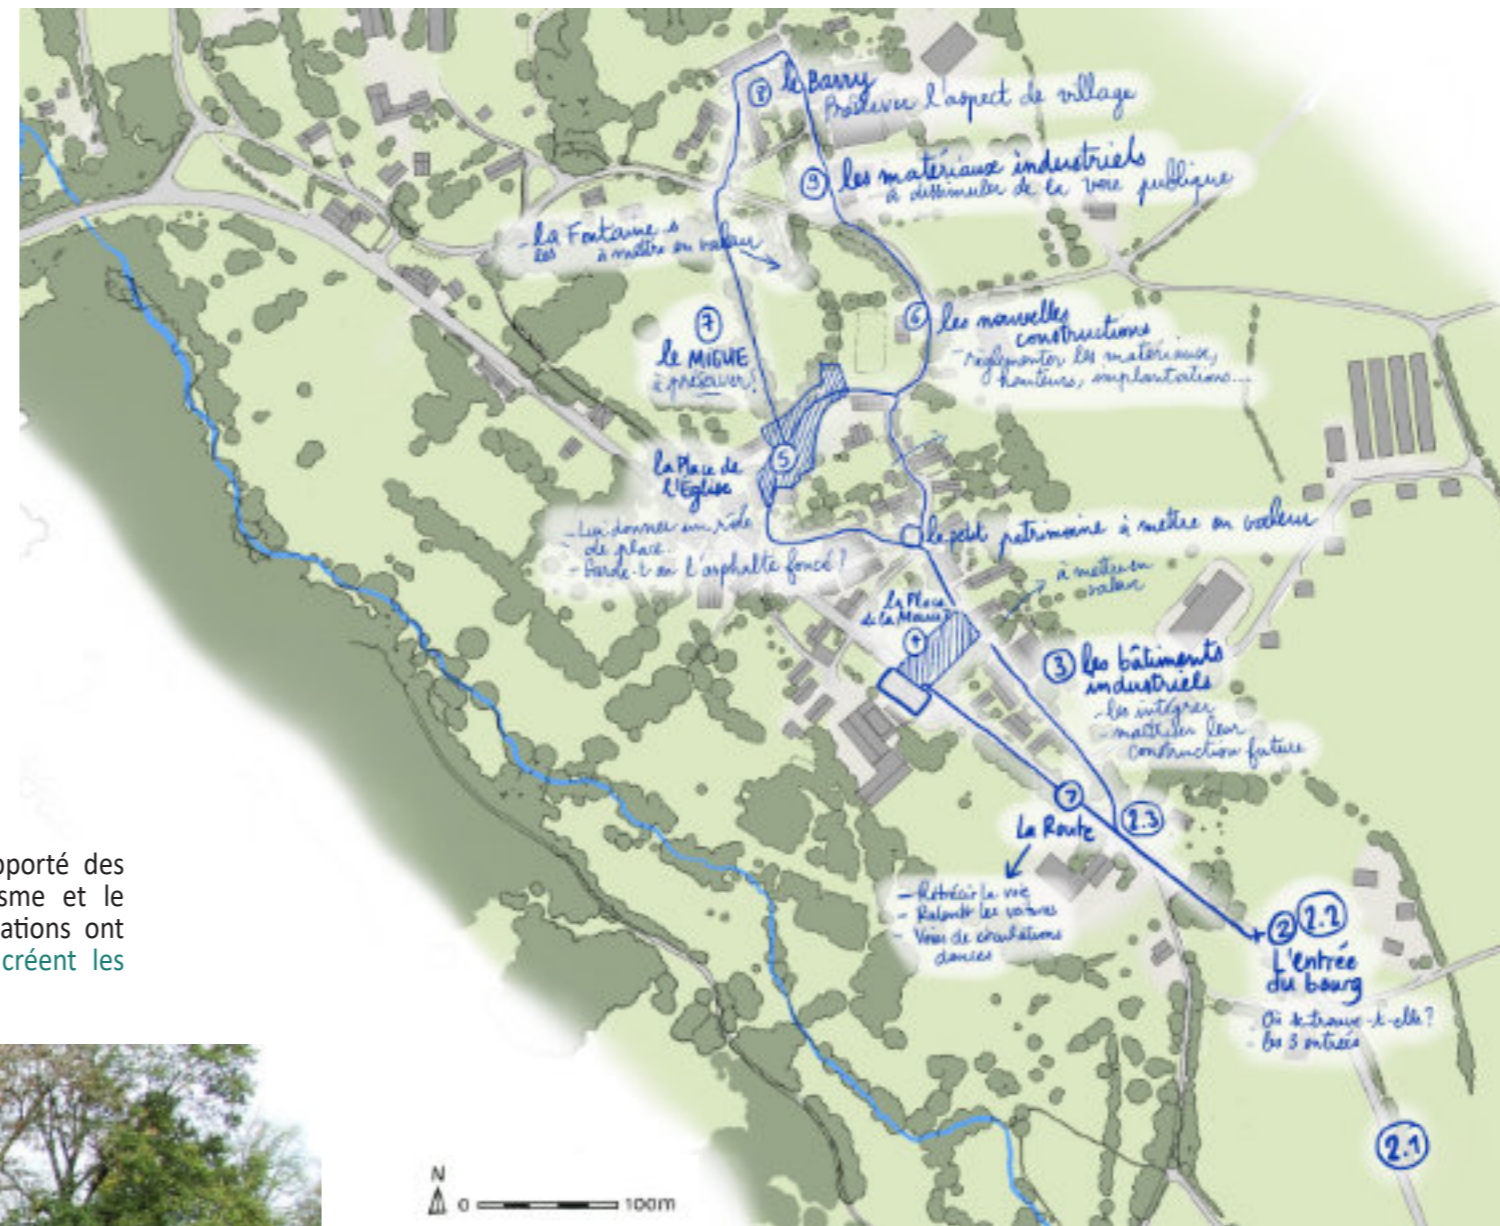 8 le Barry
Préserver l'aspect de village
9 les matériaux industriels
à dissimuler de la voie publique
- la Fontaine
les s à mettre en valeur
6 les nouvelles
constructions
- réglementer les matériaux,
hauteurs, implantations...
7
le MIGUE
à préserver!
5
la Place de
l'Eglise
- Lui donner un rôle
de place.
- Garde-t-on l'asphalte foncé?
le petit patrimoine à mettre en valeur
à mettre en
valeur
la Place
de la Mairie
4
3 les bâtiments
industriels
- les intégrer
- maîtriser leur
construction future
1
La Route
2.3
- Rétrécir la voie
- Ralentir les voitures
- Voies de circulations
douces
2 2.2
L'entrée
du bourg
- Où se trouve-t-elle?
- les 3 entrées
2.1
pporté des
sme et le
ations ont
créent les
N
0 100m